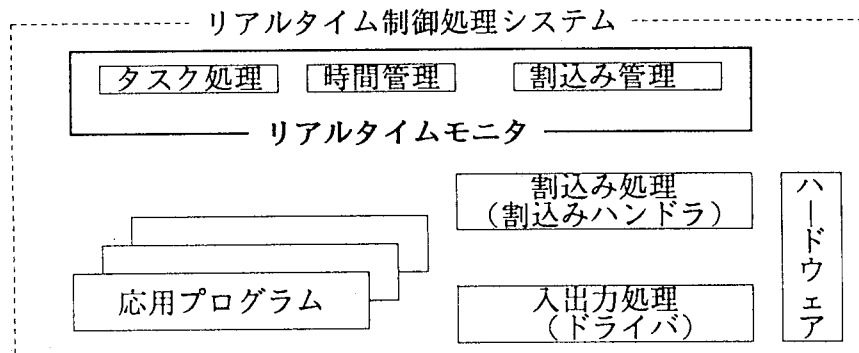 リアルタイム制御処理システム
タスク処理
時間管理
割込み管理
リアルタイムモニタ
割込み処理
(割込みハンドラ)
ハードウェア
応用プログラム
入出力処理
(ドライバ)